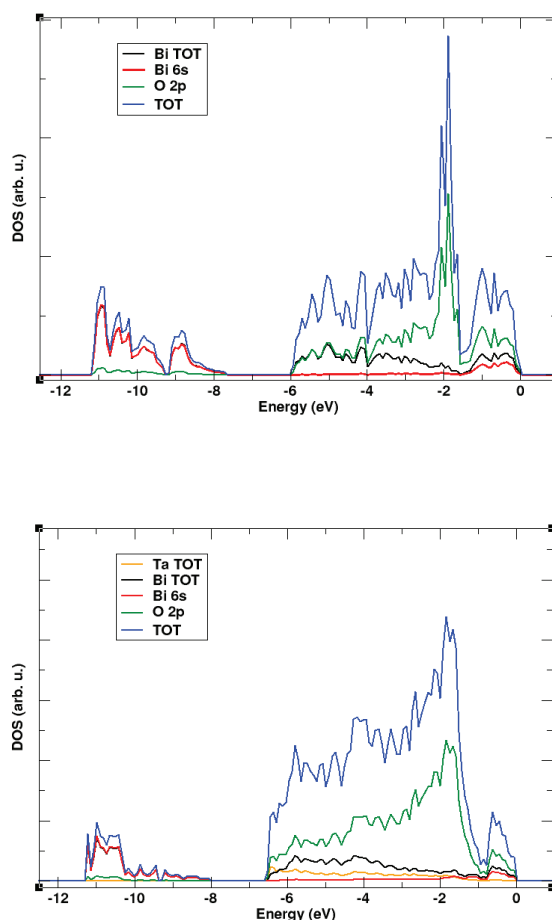 Bi TOT
Bi 6s
O 2p
TOT
DOS (arb. u.)
-12 -10 -8 -6 -4 -2 0
Energy (eV)
Ta TOT
Bi TOT
Bi 6s
O 2p
TOT
DOS (arb. u.)
-12 -10 -8 -6 -4 -2 0
Energy (eV)